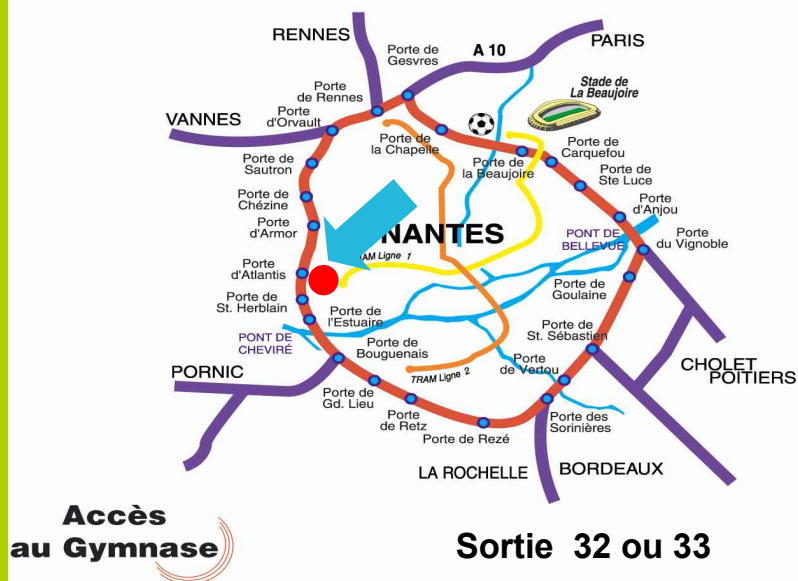 RENNES
Porte de
Gesvres
A 10
PARIS
Stade de
La Beaujoire
Porte
de Rennes
Porte
d'Orvault
VANNES
Porte de
la Chapelle
Porte de
la Beaujoire
Porte de
Carquefou
Porte de
Sautron
Porte de
Ste Luce
Porte de
Chézine
Porte
d'Anjou
Porte
d'Armor
NANTES
PONT DE
BELLEVUE
Porte
du Vignoble
TRAM Ligne 1
Porte
d'Atlantis
Porte de
Goulaine
Porte de
St. Herblain
Porte de
l'Estuaire
PONT DE
CHEVIRÉ
Porte de
Bouguenais
Porte de
St. Sébastien
PORNIC
Porte
de Vertou
CHOLET
POITIERS
TRAM Ligne 2
Porte de
Gd. Lieu
Porte
de Retz
Porte de Rezé
Porte des
Sorinières
LA ROCHELLE
BORDEAUX
Accès
au Gymnase
Sortie 32 ou 33